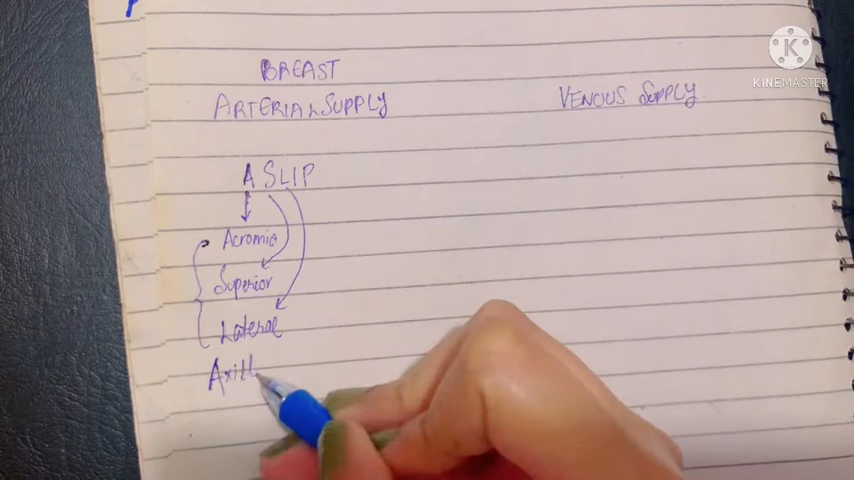 BREAST
ARTERIAL SUPPLY
VENOUS SUPPLY
A SLIP
Acromio
Superior
Lateral
Axill
K
KINEMASTER